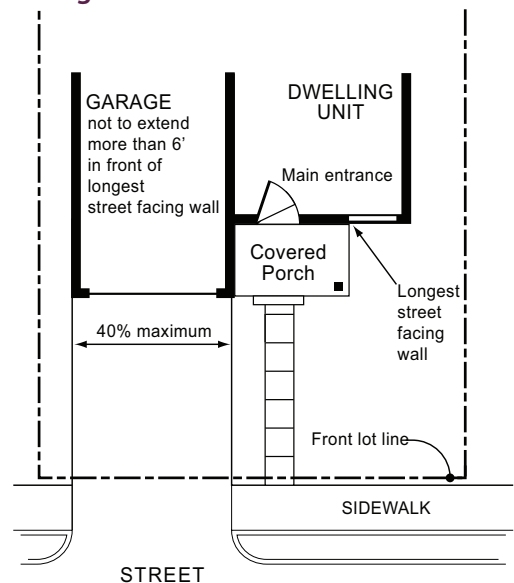 GARAGE
not to extend
more than 6’
in front of
longest
street facing wall
DWELLING
UNIT
Main entrance
Covered
Porch
Longest
street
facing
wall
40% maximum
Front lot line
SIDEWALK
STREET